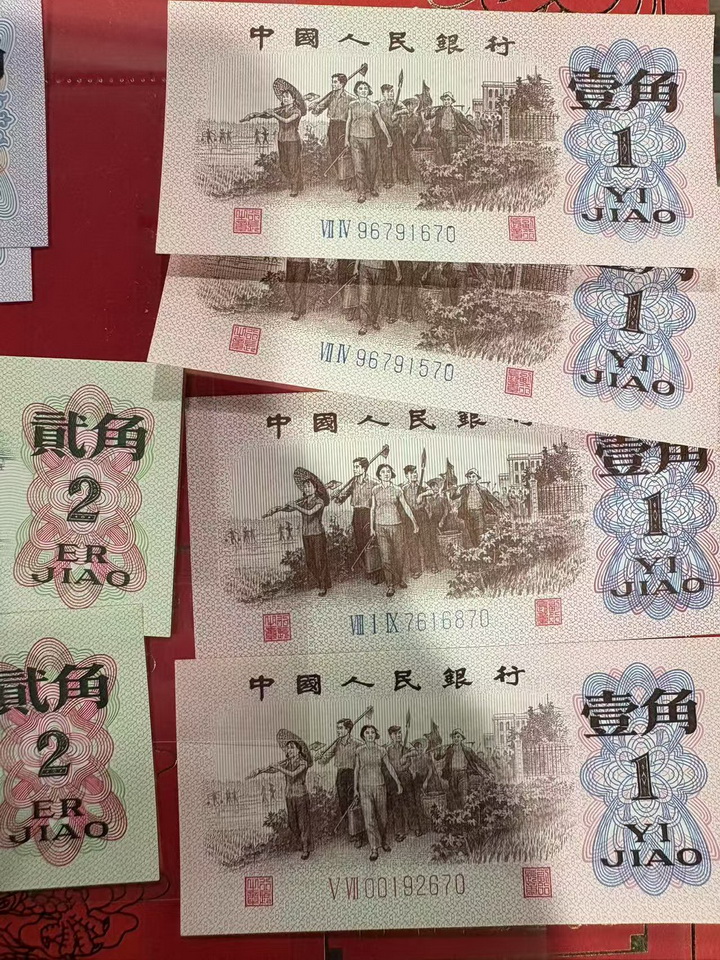 中國人民銀行
壹角
1
YI
JIAO
Ⅶ Ⅳ 96791670
1
YI
JIAO
Ⅶ Ⅳ 96791570
中國人民銀
壹角
1
YI
JIAO
Ⅷ Ⅰ Ⅸ 7616870
中國人民銀行
壹角
1
YI
JIAO
Ⅴ Ⅶ 00192670
貳角
2
ER
JIAO
貳角
2
ER
JIAO